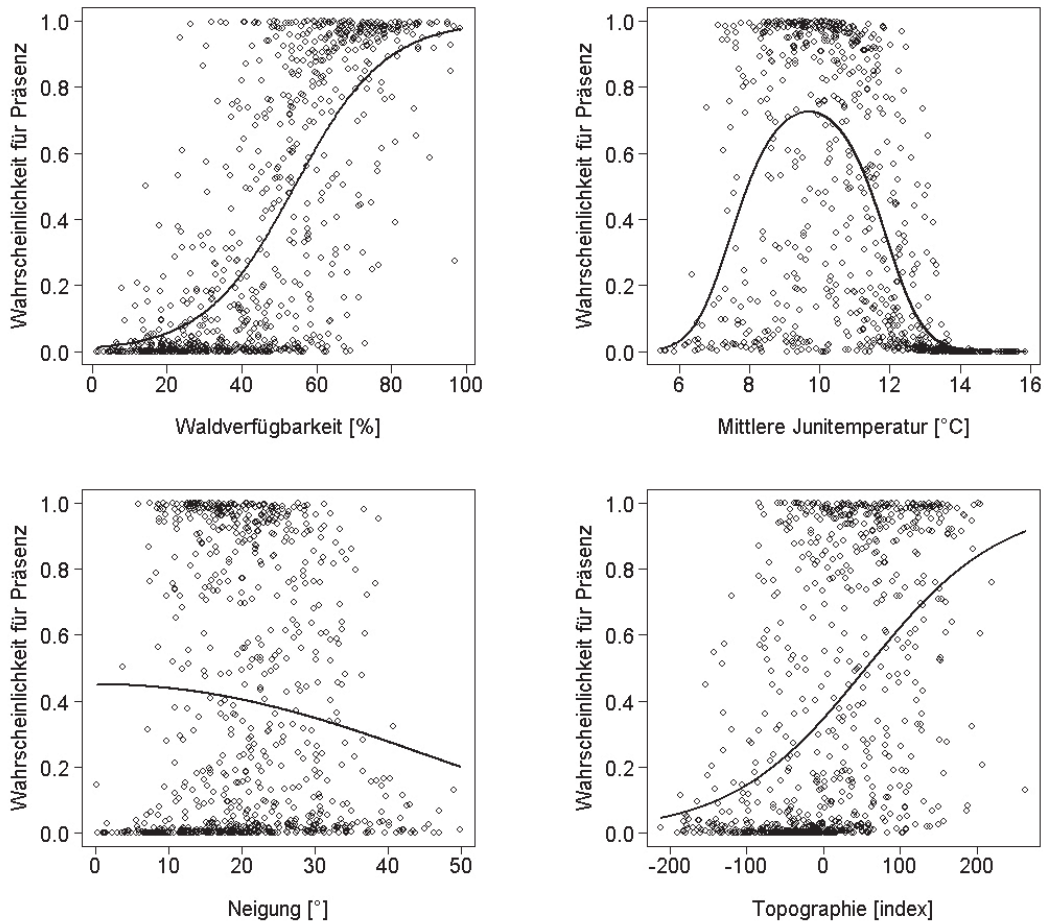 Wahrscheinlichkeit für Präsenz
1.0
0.8
0.6
0.4
0.2
0.0
0 20 40 60 80 100
Waldverfügbarkeit [%]
Wahrscheinlichkeit für Präsenz
1.0
0.8
0.6
0.4
0.2
0.0
6 8 10 12 14 16
Mittlere Junitemperatur [°C]
Wahrscheinlichkeit für Präsenz
1.0
0.8
0.6
0.4
0.2
0.0
0 10 20 30 40 50
Neigung [°]
Wahrscheinlichkeit für Präsenz
1.0
0.8
0.6
0.4
0.2
0.0
-200 -100 0 100 200
Topographie [index]